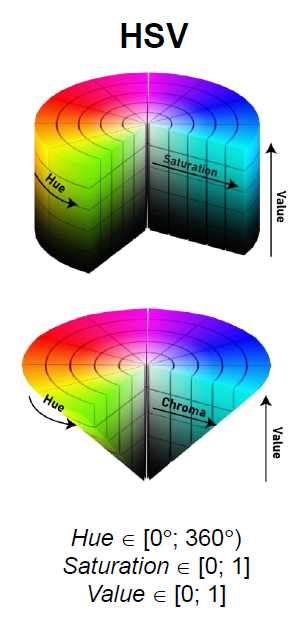 HSV
Hue
Saturation
Value
Hue
Chroma
Value
Hue ∈ [0°; 360°)
Saturation ∈ [0; 1]
Value ∈ [0; 1]